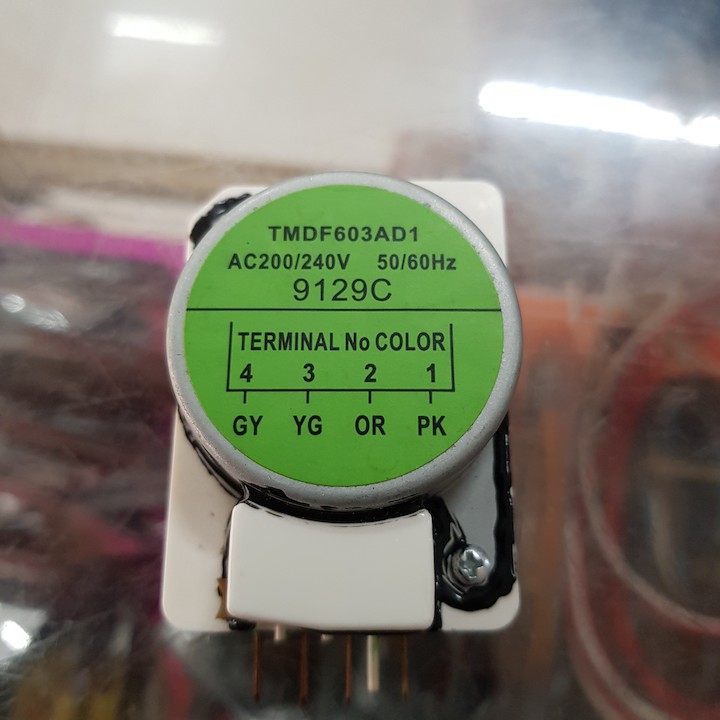 TMDF603AD1
AC200/240V 50/60Hz
9129C
TERMINAL No COLOR
4 3 2 1
GY YG OR PK